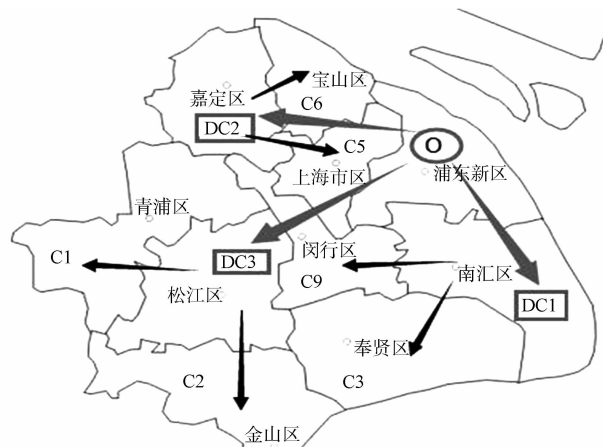 宝山区
嘉定区
C6
DC2
C5
O
上海市区
浦东新区
青浦区
闵行区
C1
DC3
C9
南汇区
松江区
DC1
奉贤区
C2
C3
金山区